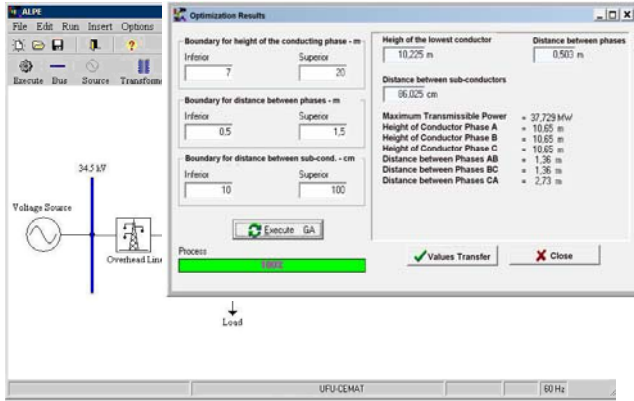 ALPE
File Edit Run Insert Options
Execute Bus Source
34,5 kV
Voltage Source
Overhead Line
Load
UFU-CEMAT
60 Hz
Optimization Results
Boundary for height of the conducting phase - m
Inferior Superior
7 20
Boundary for distance between phases - m
Inferior Superior
0,5 1,5
Boundary for distance between sub-cond. - cm
Inferior Superior
10 100
Execute GA
Process
100%
Heigh of the lowest conductor Distance between phases
10,225 m 0,503 m
Distance between sub-conductors
86,025 cm
Maximum Transmissible Power = 37,729 MW
Height of Conductor Phase A = 10,65 m
Height of Conductor Phase B = 10,65 m
Height of Conductor Phase C = 10,65 m
Distance between Phases AB = 1,36 m
Distance between Phases BC = 1,36 m
Distance between Phases CA = 2,73 m
Values Transfer Close